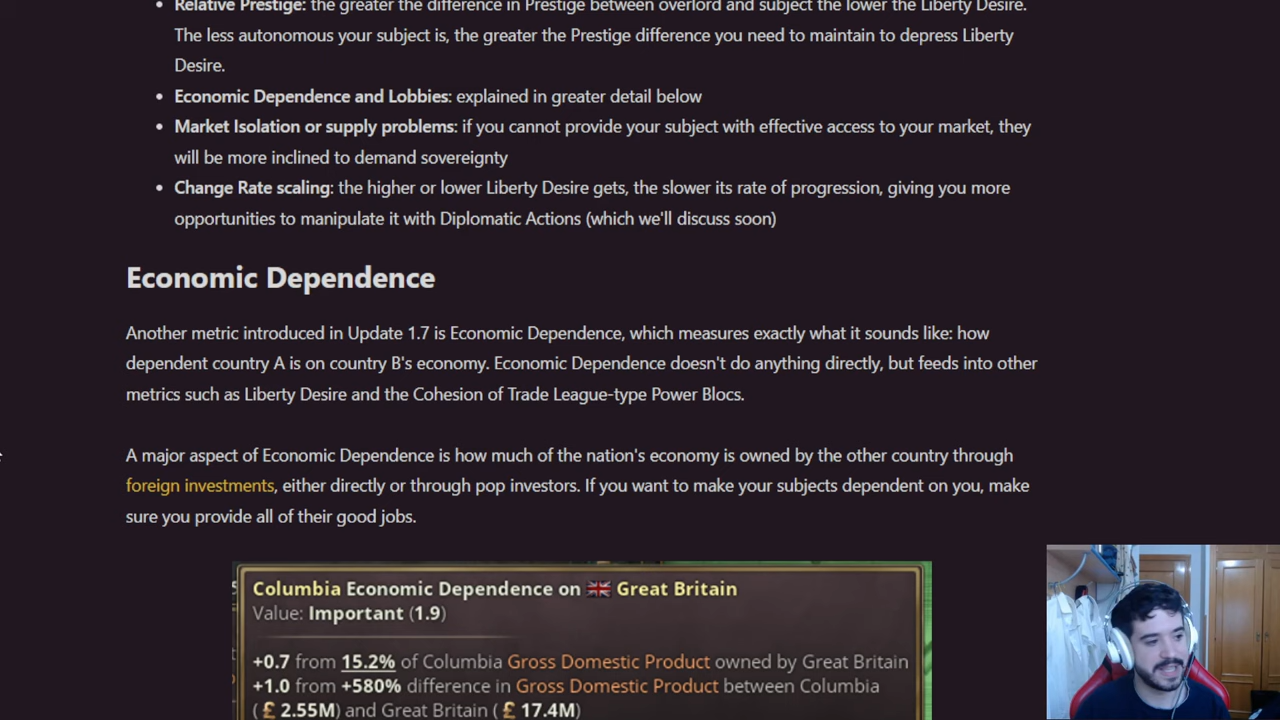 Relative Prestige: the greater the difference in Prestige between overlord and subject the lower the Liberty Desire.
The less autonomous your subject is, the greater the Prestige difference you need to maintain to depress Liberty
Desire.
Economic Dependence and Lobbies: explained in greater detail below
Market Isolation or supply problems: if you cannot provide your subject with effective access to your market, they
will be more inclined to demand sovereignty
Change Rate scaling: the higher or lower Liberty Desire gets, the slower its rate of progression, giving you more
opportunities to manipulate it with Diplomatic Actions (which we'll discuss soon)
Economic Dependence
Another metric introduced in Update 1.7 is Economic Dependence, which measures exactly what it sounds like: how
dependent country A is on country B's economy. Economic Dependence doesn't do anything directly, but feeds into other
metrics such as Liberty Desire and the Cohesion of Trade League-type Power Blocs.
A major aspect of Economic Dependence is how much of the nation's economy is owned by the other country through
foreign investments, either directly or through pop investors. If you want to make your subjects dependent on you, make
sure you provide all of their good jobs.
Columbia Economic Dependence on Great Britain
Value: Important (1.9)
+0.7 from 15.2% of Columbia Gross Domestic Product owned by Great Britain
+1.0 from +580% difference in Gross Domestic Product between Columbia
(£ 2.55M) and Great Britain (£ 17.4M)